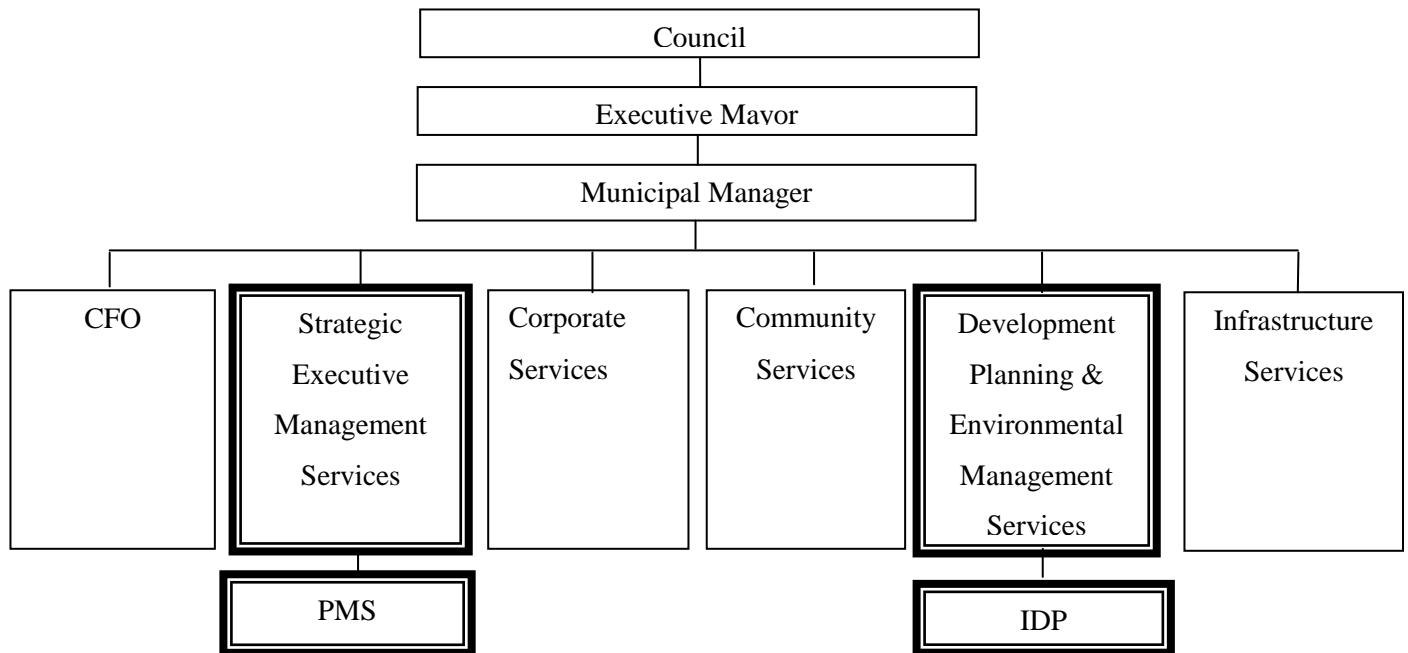 Council
Executive Mayor
Municipal Manager
CFO
Strategic
Executive
Management
Services
Corporate
Services
Community
Services
Development
Planning &
Environmental
Management
Services
Infrastructure
Services
PMS
IDP